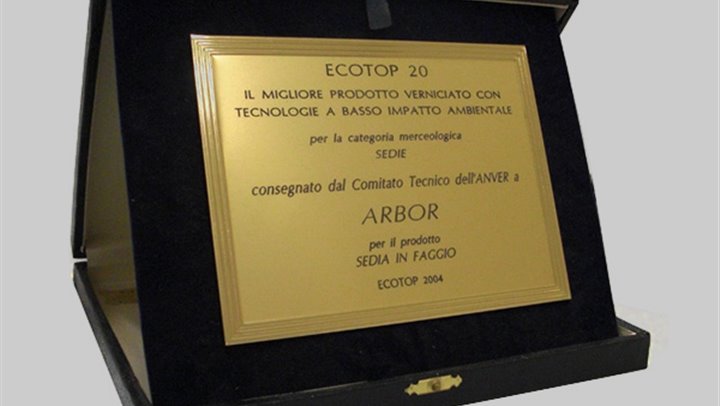 ECOTOP 20
IL MIGLIORE PRODOTTO VERNICIATO CON
TECNOLOGIE A BASSO IMPATTO AMBIENTALE
per la categoria merceologica
SEDIE
consegnato dal Comitato Tecnico dell'ANVER a
ARBOR
per il prodotto
SEDIA IN FAGGIO
ECOTOP 2004